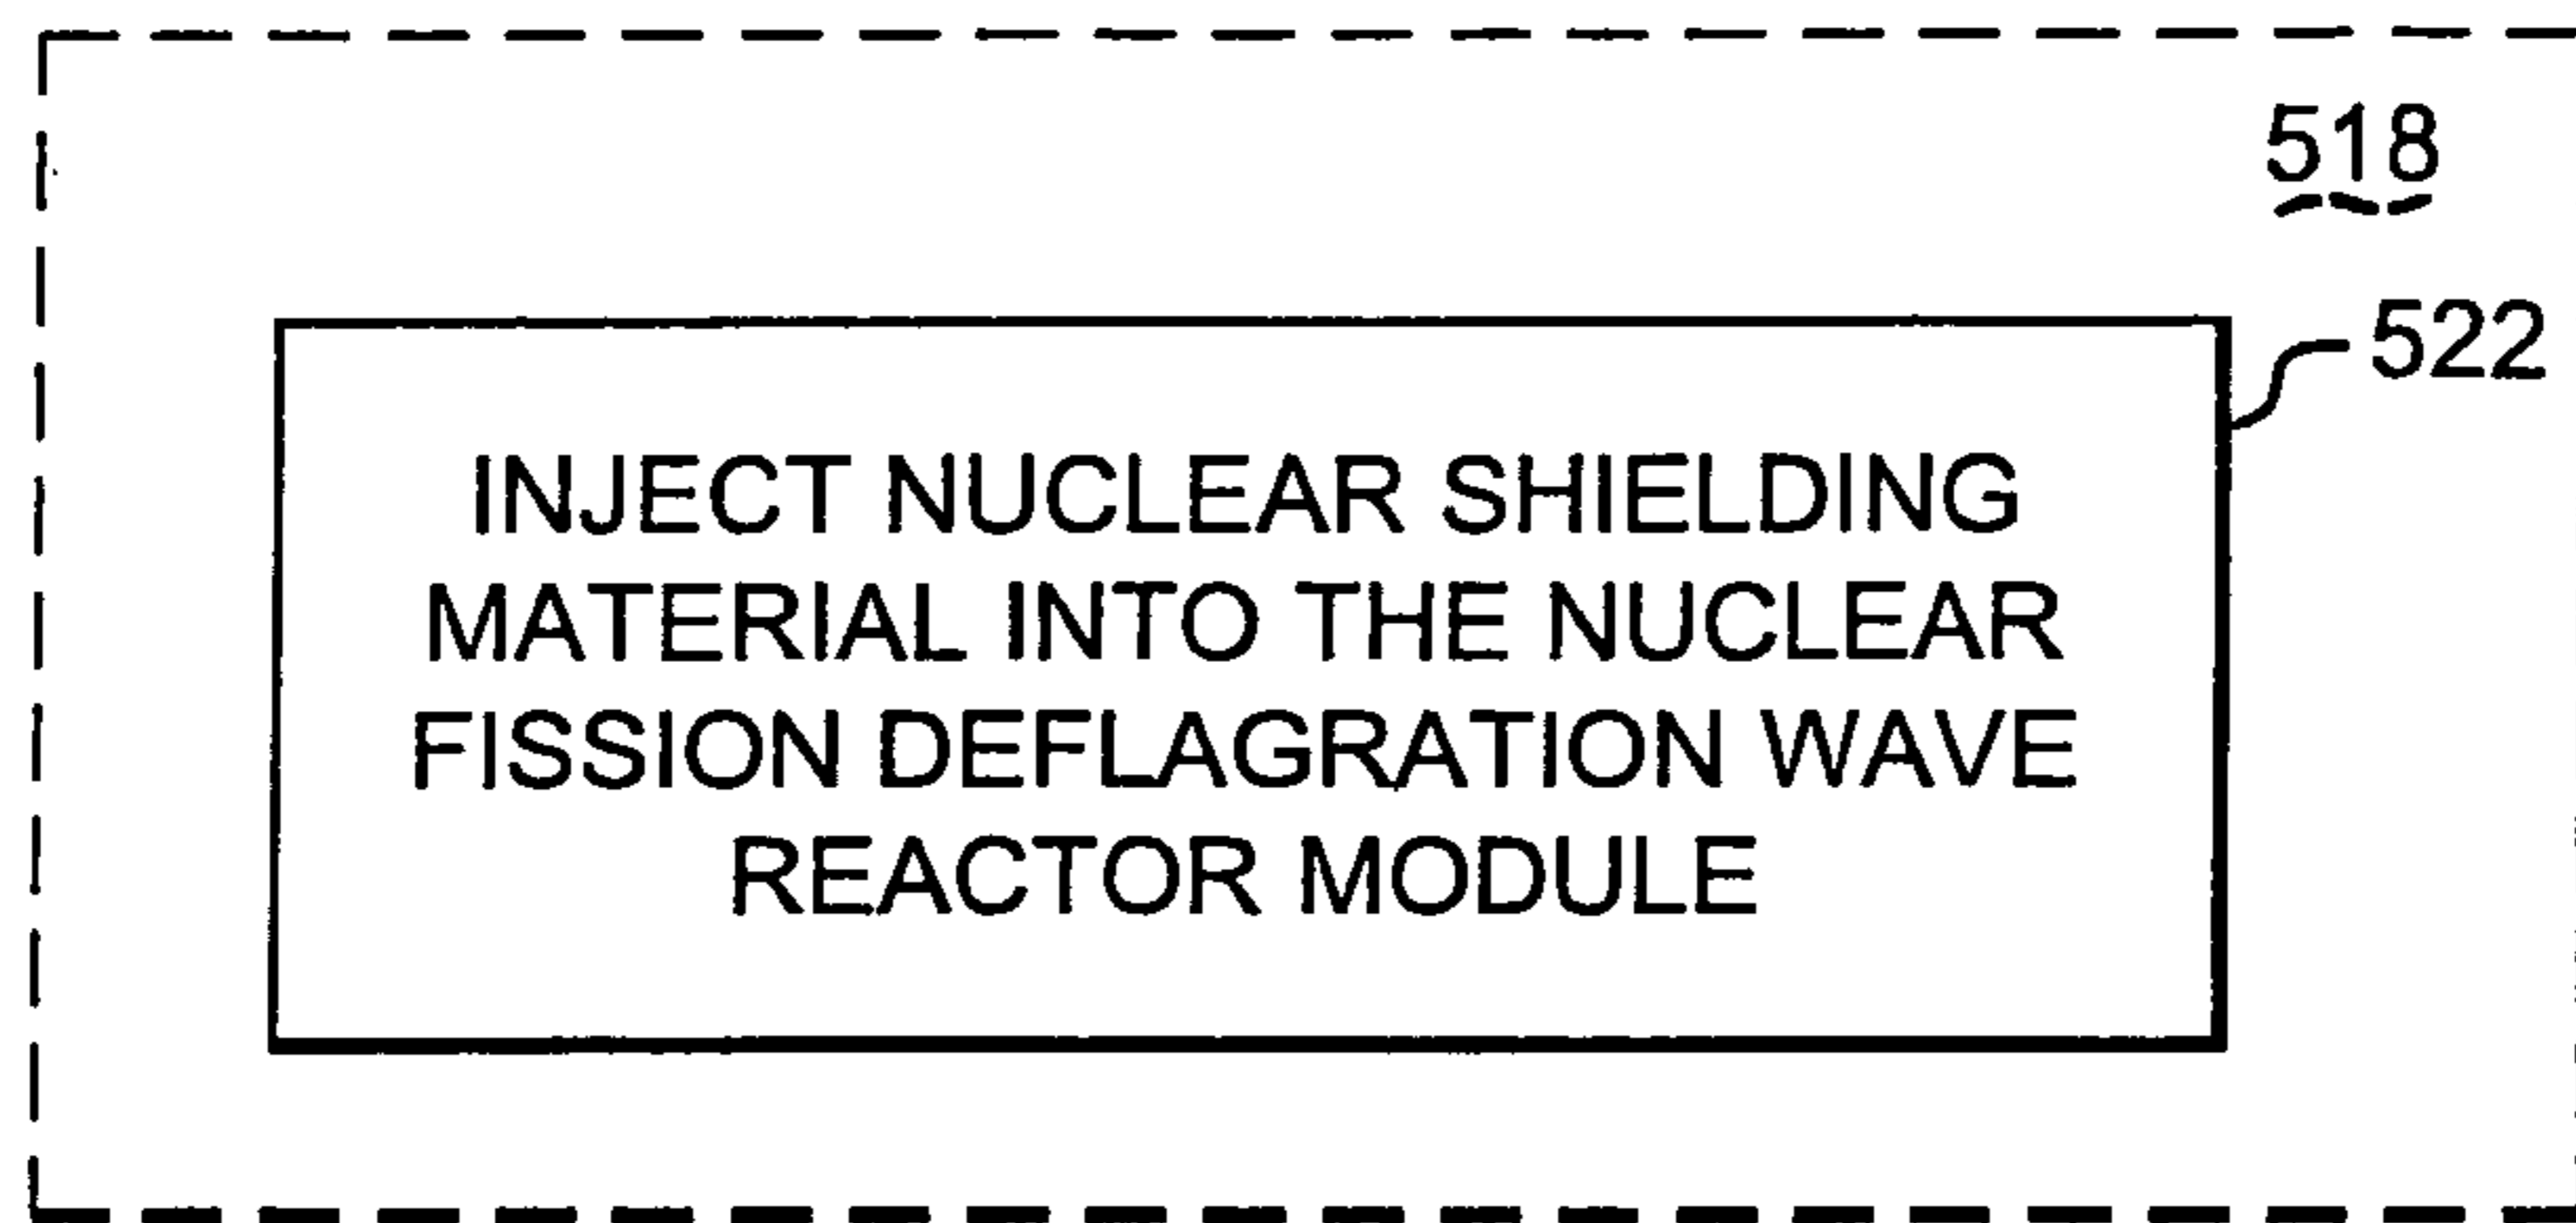 518
522
INJECT NUCLEAR SHIELDING
MATERIAL INTO THE NUCLEAR
FISSION DEFLAGRATION WAVE
REACTOR MODULE